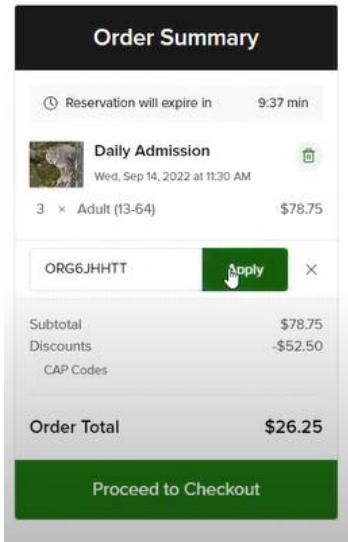 Order Summary
Reservation will expire in 9:37 min
Daily Admission
Wed, Sep 14, 2022 at 11:30 AM
3 × Adult (13-64) $78.75
ORG6JHHTT Apply ×
Subtotal $78.75
Discounts -$52.50
CAP Codes
Order Total $26.25
Proceed to Checkout